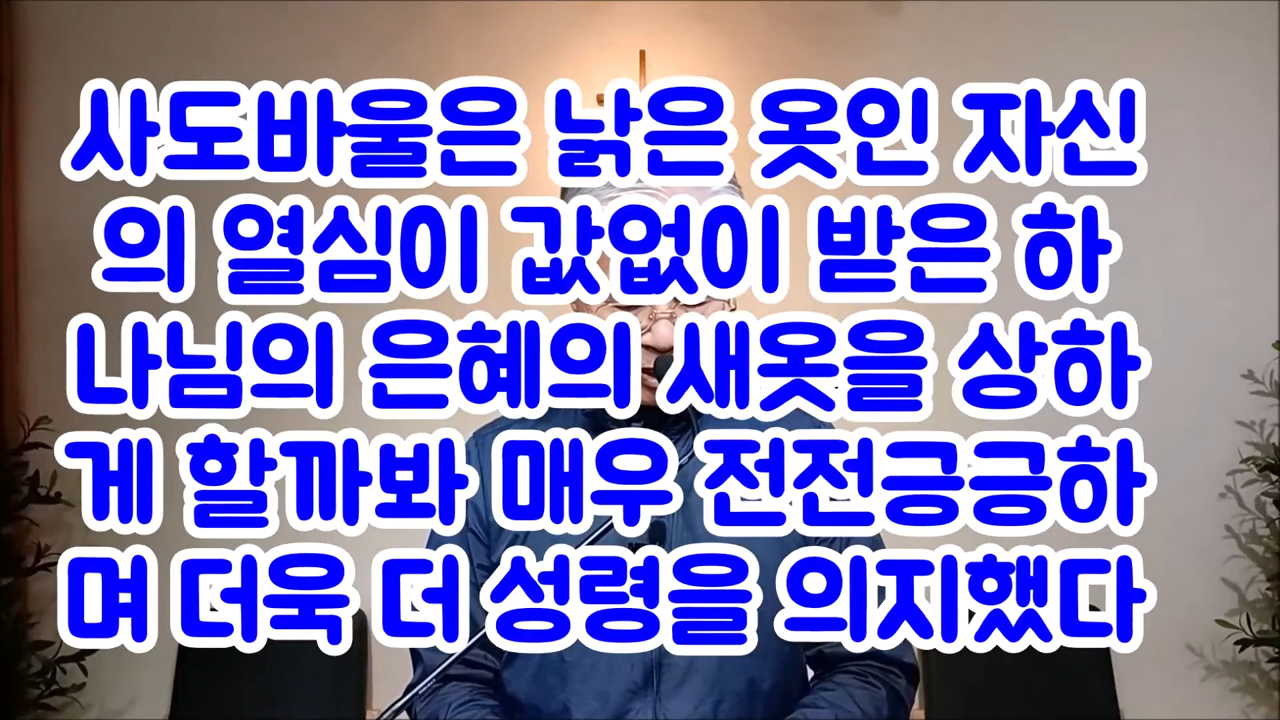 사도바울은 낡은 옷인 자신
의 열심이 값없이 받은 하
나님의 은혜의 새옷을 상하
게 할까봐 매우 전전긍긍하
며 더욱 더 성령을 의지했다